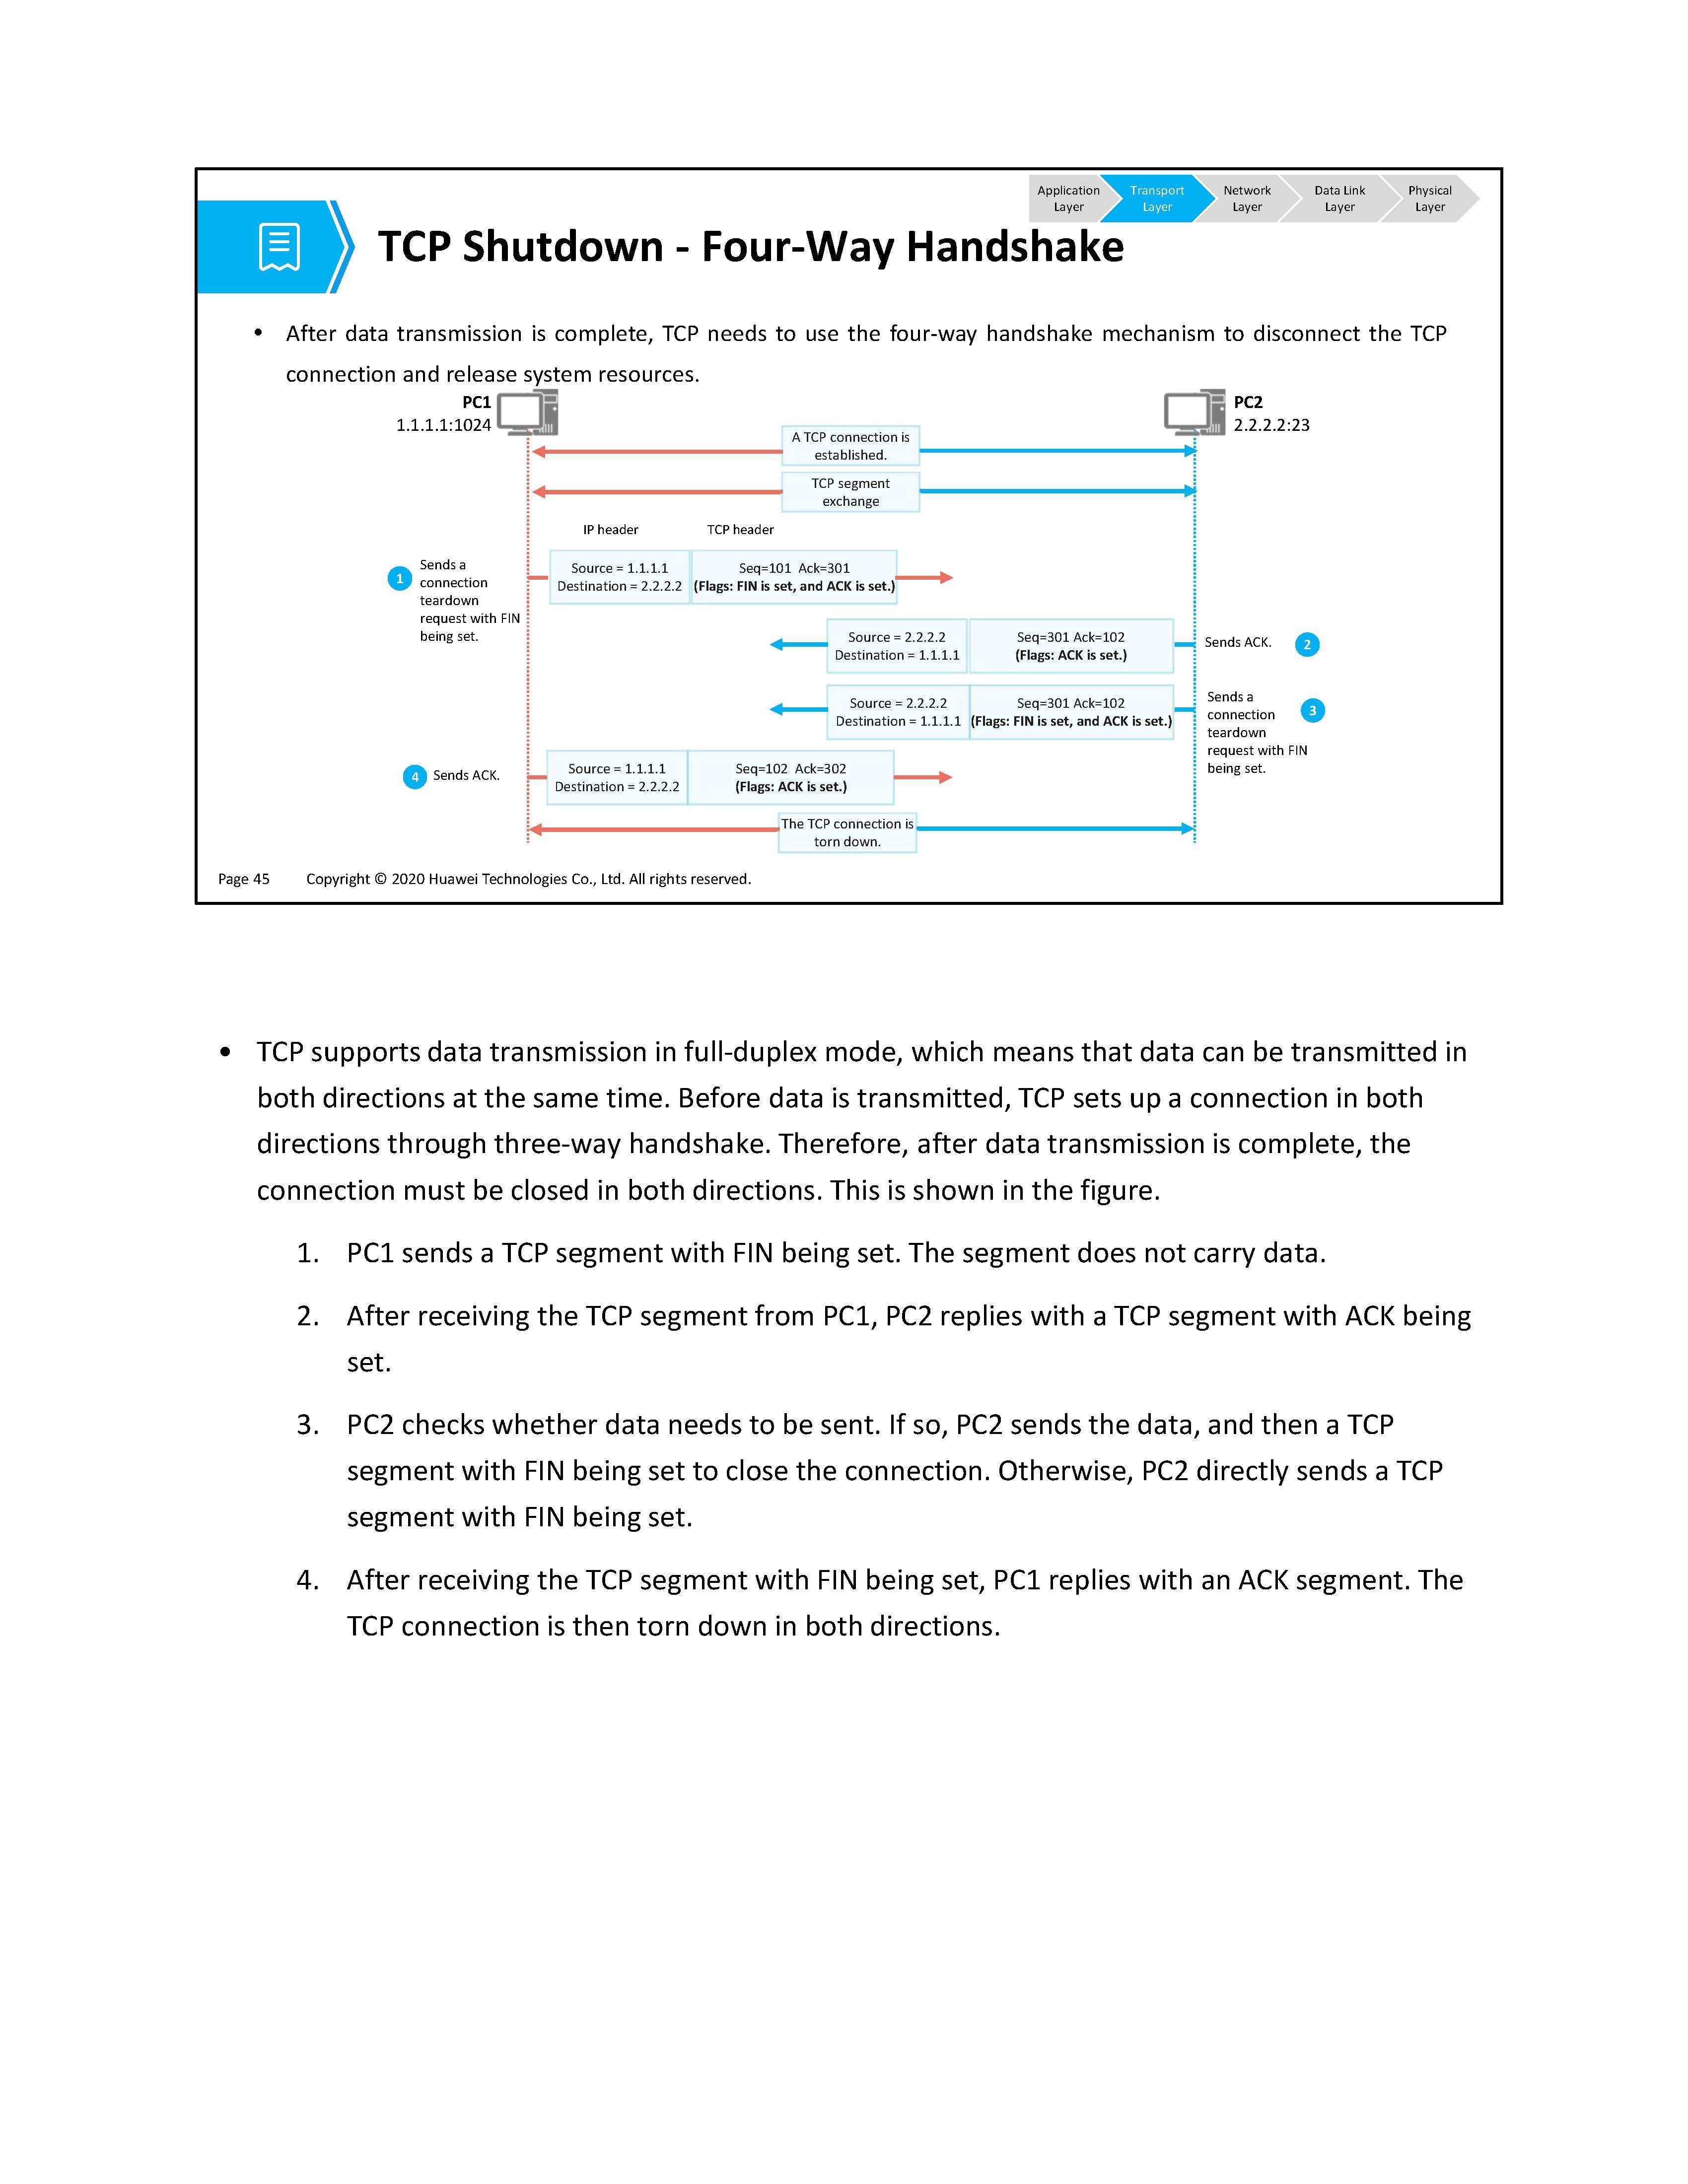 Application Layer
Transport Layer
Network Layer
Data Link Layer
Physical Layer
TCP Shutdown - Four-Way Handshake
• After data transmission is complete, TCP needs to use the four-way handshake mechanism to disconnect the TCP
connection and release system resources.
PC1
1.1.1.1:1024
PC2
2.2.2.2:23
A TCP connection is
established.
TCP segment
exchange
IP header
TCP header
1
Sends a
connection
teardown
request with FIN
being set.
Source = 1.1.1.1
Destination = 2.2.2.2
Seq=101 Ack=301
(Flags: FIN is set, and ACK is set.)
Source = 2.2.2.2
Destination = 1.1.1.1
Seq=301 Ack=102
(Flags: ACK is set.)
Sends ACK.
2
Source = 2.2.2.2
Destination = 1.1.1.1
Seq=301 Ack=102
(Flags: FIN is set, and ACK is set.)
Sends a
connection
teardown
request with FIN
being set.
3
4
Sends ACK.
Source = 1.1.1.1
Destination = 2.2.2.2
Seq=102 Ack=302
(Flags: ACK is set.)
The TCP connection is
torn down.
Page 45 Copyright © 2020 Huawei Technologies Co., Ltd. All rights reserved.
• TCP supports data transmission in full-duplex mode, which means that data can be transmitted in
both directions at the same time. Before data is transmitted, TCP sets up a connection in both
directions through three-way handshake. Therefore, after data transmission is complete, the
connection must be closed in both directions. This is shown in the figure.
1. PC1 sends a TCP segment with FIN being set. The segment does not carry data.
2. After receiving the TCP segment from PC1, PC2 replies with a TCP segment with ACK being
set.
3. PC2 checks whether data needs to be sent. If so, PC2 sends the data, and then a TCP
segment with FIN being set to close the connection. Otherwise, PC2 directly sends a TCP
segment with FIN being set.
4. After receiving the TCP segment with FIN being set, PC1 replies with an ACK segment. The
TCP connection is then torn down in both directions.